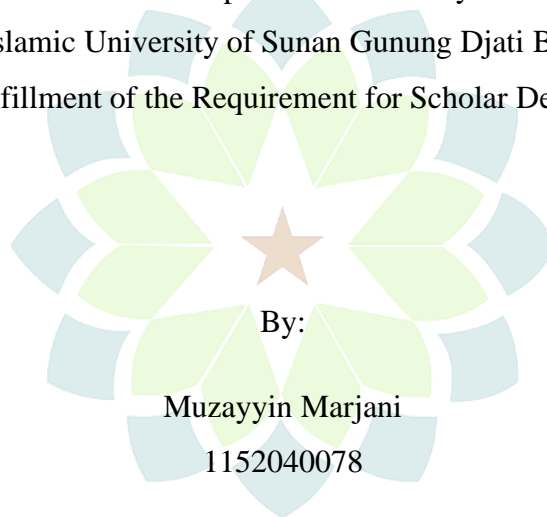 slamic University of Sunan Gunung Djati B
fillment of the Requirement for Scholar De
By:
Muzayyin Marjani
1152040078